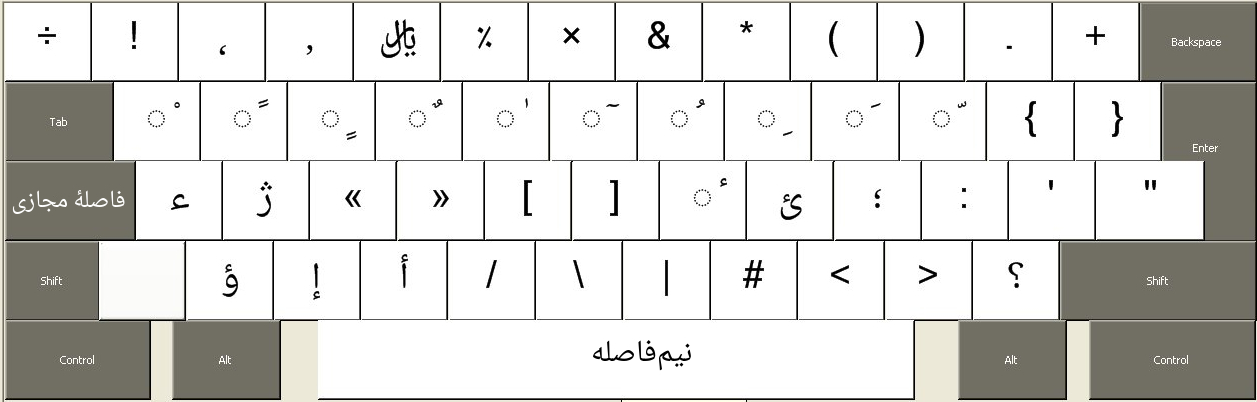 ÷ ! ، , ﷼ ٪ × & * ( ) - + Backspace
Tab ◌ْ ◌ً ◌ٍ ◌ٌ ◌ٰ ◌ٓ ◌ُ ◌ِ ◌َ ◌ّ { } Enter
فاصلهٔ مجازی ء ژ « » [ ] ◌ٔ ئ ؛ : ' "
Shift ؤ إ أ / \ | # < > ؟ Shift
Control Alt نیم‌فاصله Alt Control